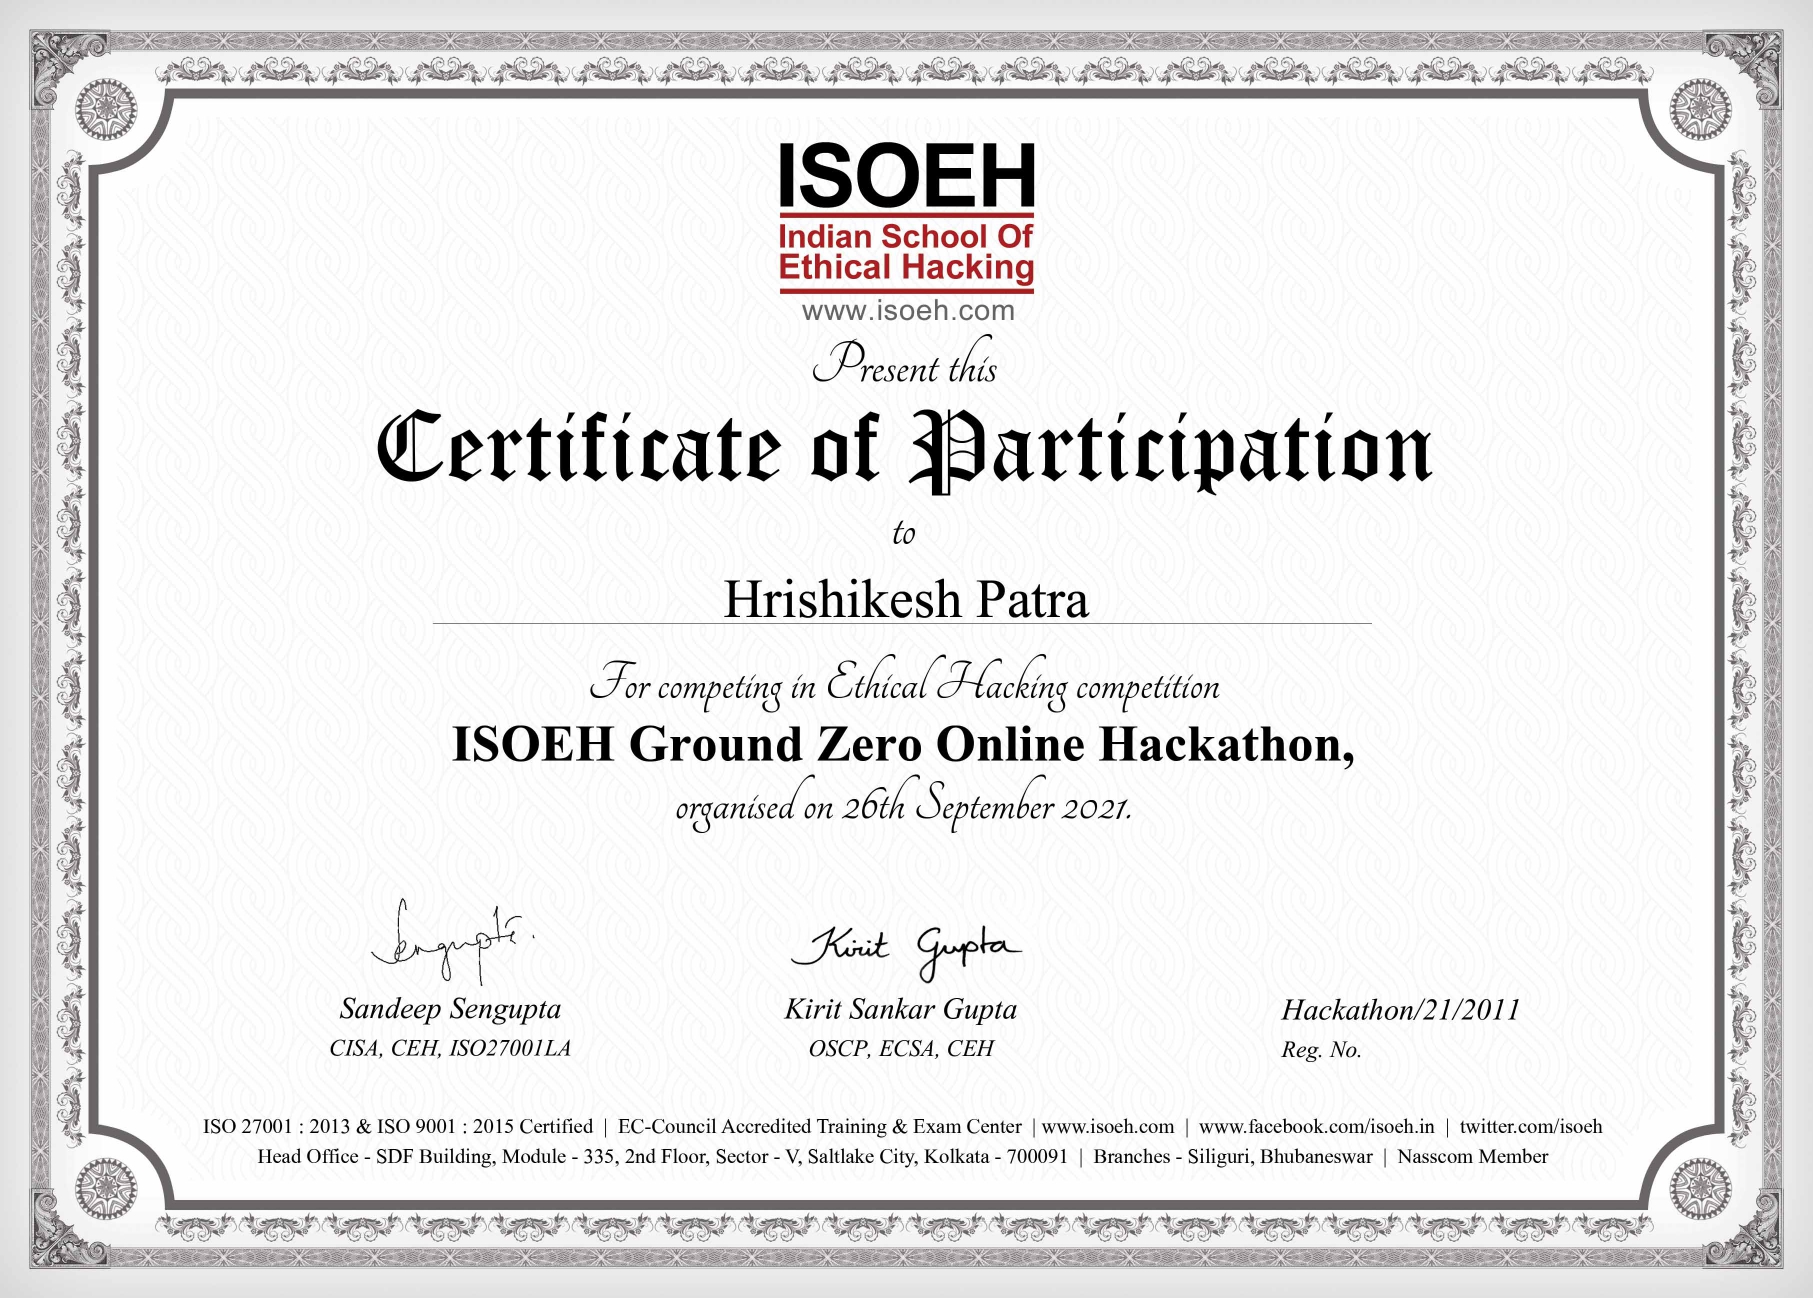 ISOEH
Indian School Of
Ethical Hacking
www.isoeh.com
Present this
Certificate of Participation
to
Hrishikesh Patra
For competing in Ethical Hacking competition
ISOEH Ground Zero Online Hackathon,
organised on 26th September 2021.
Sengupta.
Kirit Gupta
Sandeep Sengupta
Kirit Sankar Gupta
Hackathon/21/2011
CISA, CEH, ISO27001LA
OSCP, ECSA, CEH
Reg. No.
ISO 27001 : 2013 & ISO 9001 : 2015 Certified | EC-Council Accredited Training & Exam Center | www.isoeh.com | www.facebook.com/isoeh.in | twitter.com/isoeh
Head Office - SDF Building, Module - 335, 2nd Floor, Sector - V, Saltlake City, Kolkata - 700091 | Branches - Siliguri, Bhubaneswar | Nasscom Member